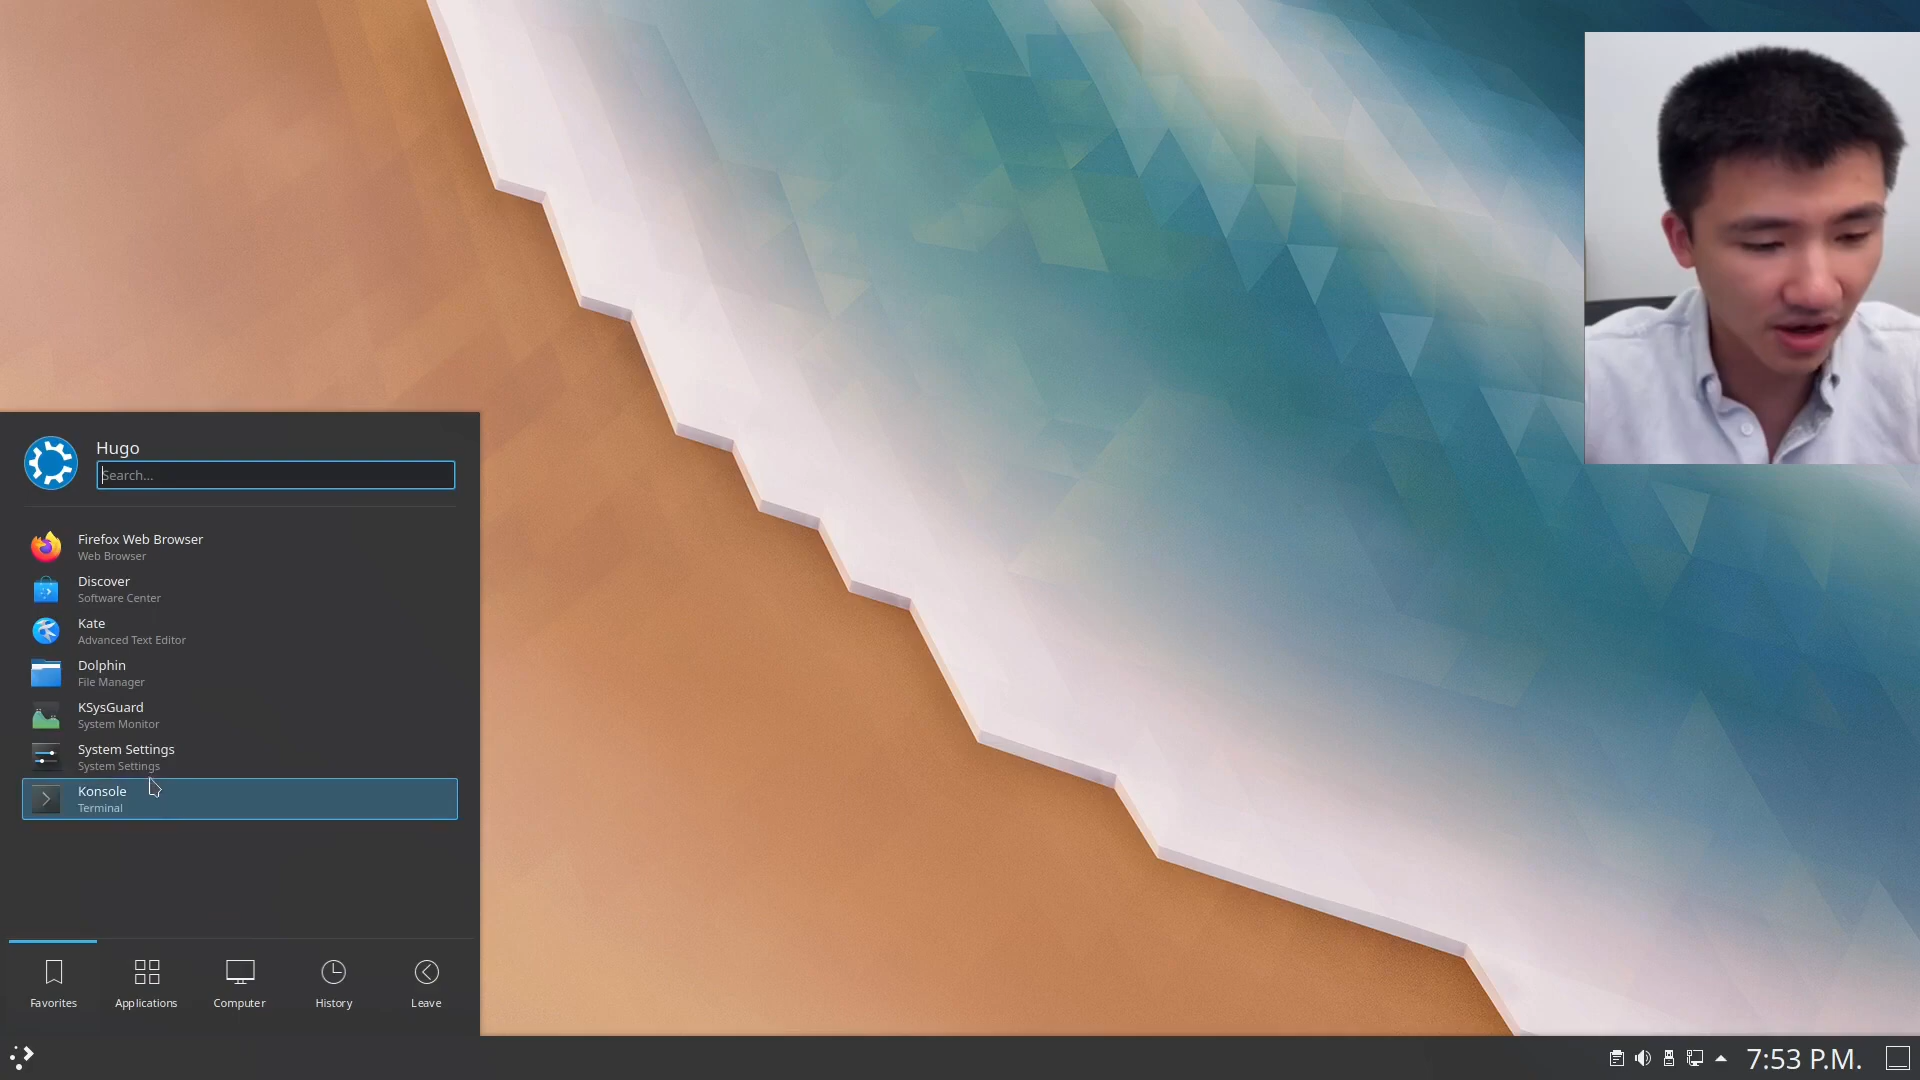 Hugo
Search...
Firefox Web Browser
Web Browser
Discover
Software Center
Kate
Advanced Text Editor
Dolphin
File Manager
KSysGuard
System Monitor
System Settings
System Settings
Konsole
Terminal
Favorites
Applications
Computer
History
Leave
7:53 P.M.